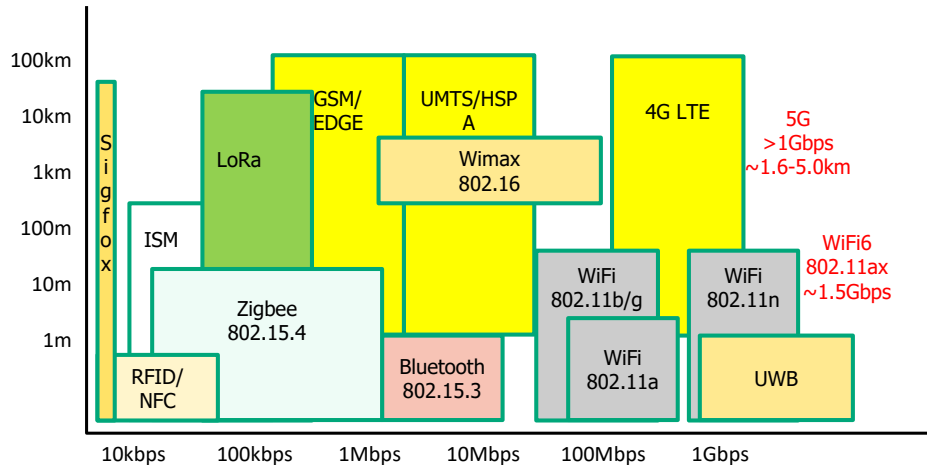 100km
10km
1km
100m
10m
1m
Sigfox
ISM
RFID/
NFC
LoRa
Zigbee
802.15.4
GSM/
EDGE
UMTS/HSP
A
Wimax
802.16
Bluetooth
802.15.3
WiFi
802.11b/g
WiFi
802.11a
4G LTE
WiFi
802.11n
UWB
5G
>1Gbps
~1.6-5.0km
WiFi6
802.11ax
~1.5Gbps
10kbps
100kbps
1Mbps
10Mbps
100Mbps
1Gbps